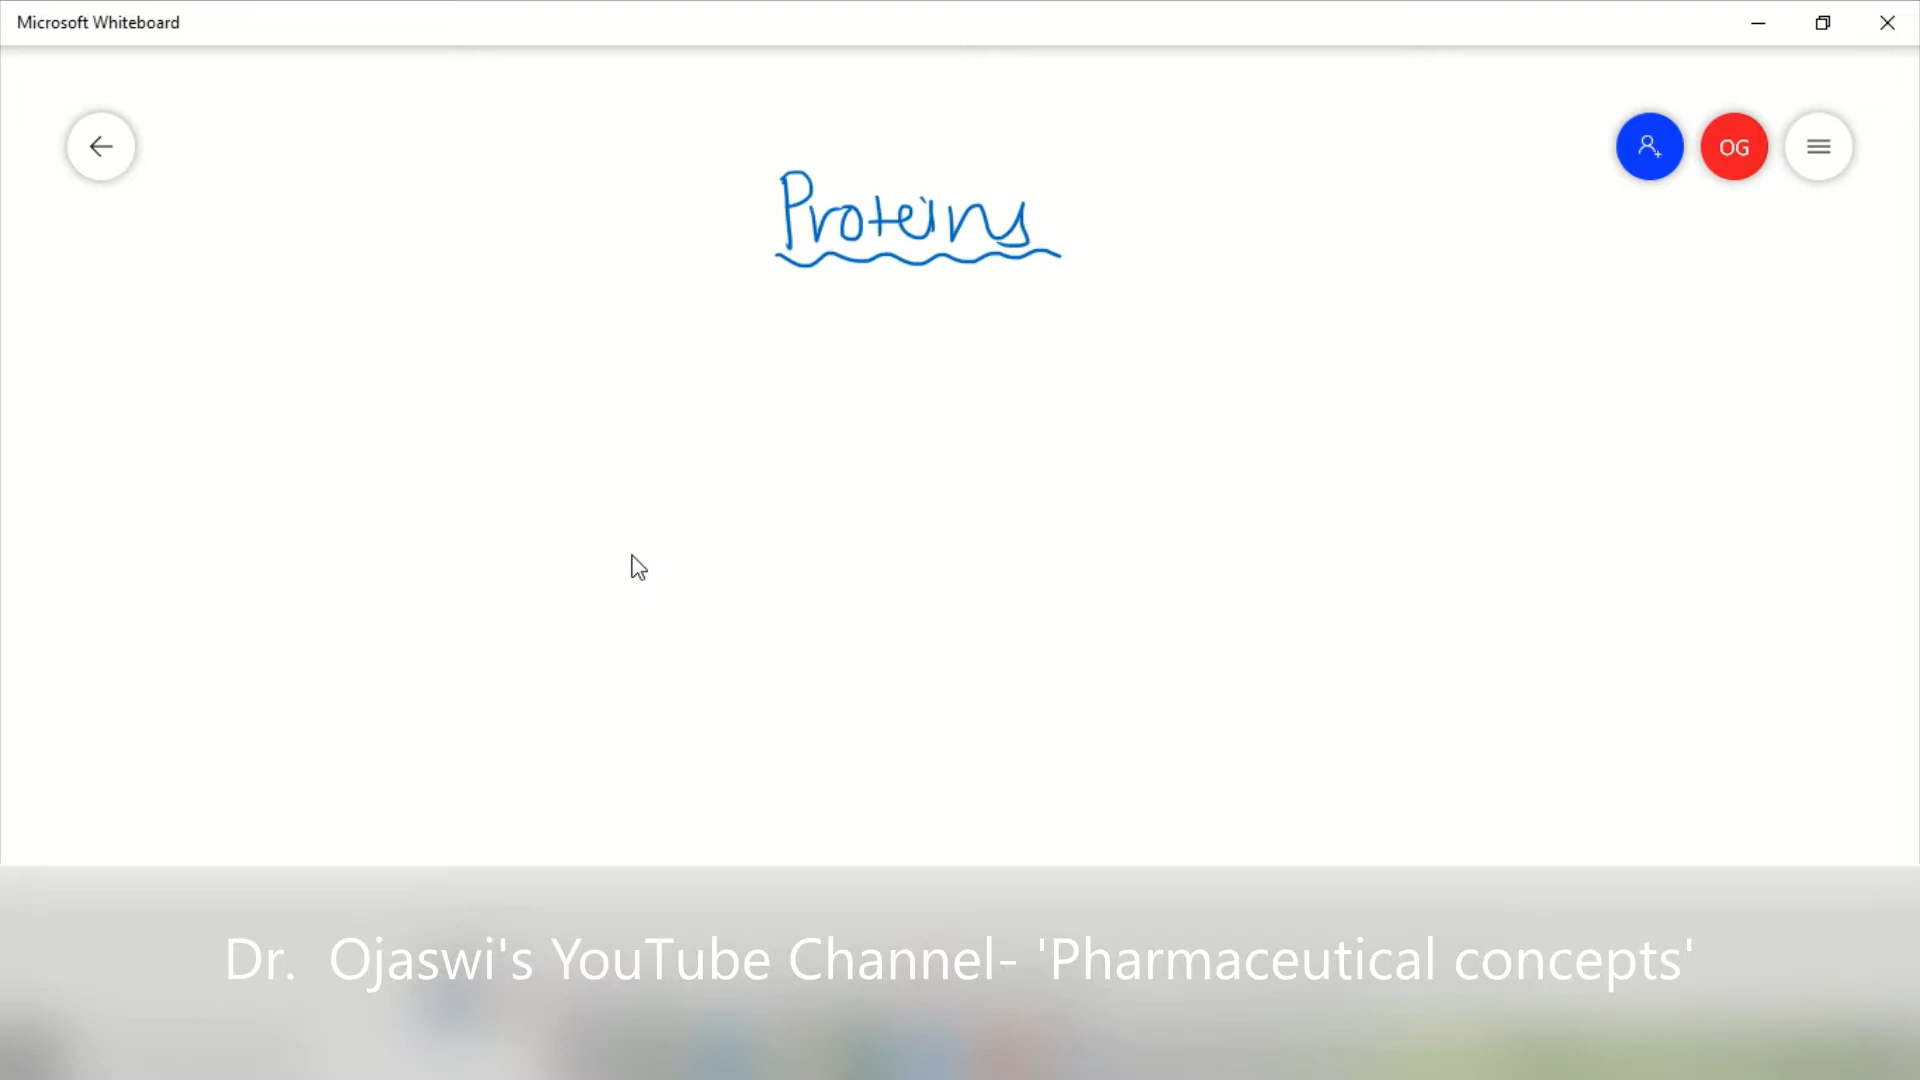 Microsoft Whiteboard
OG
Proteins
Dr. Ojaswi's YouTube Channel- 'Pharmaceutical concepts'